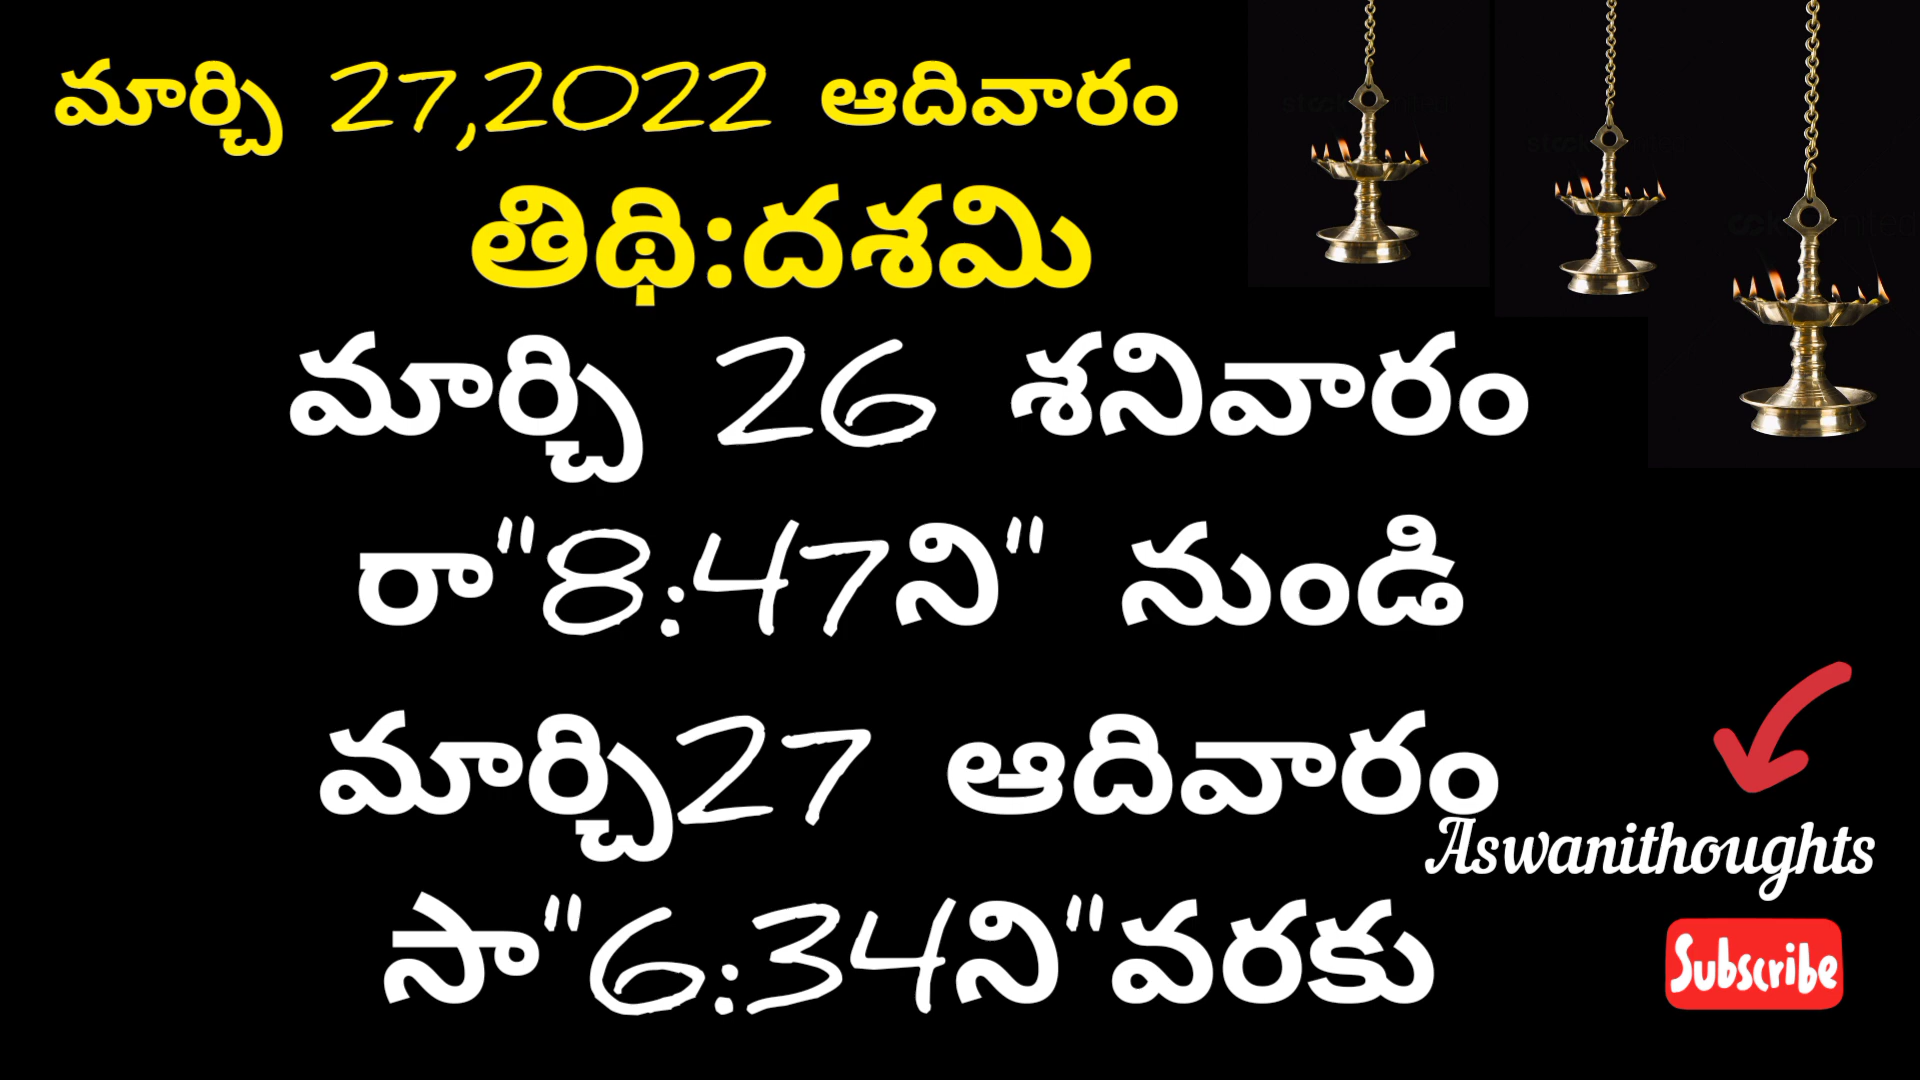 మార్చి 27,2022 ఆదివారం
తిథి:దశమి
మార్చి 26 శనివారం
రా"8:47ని" నుండి
మార్చి27 ఆదివారం
సా"6:34ని"వరకు
Aswanithoughts
Subscribe